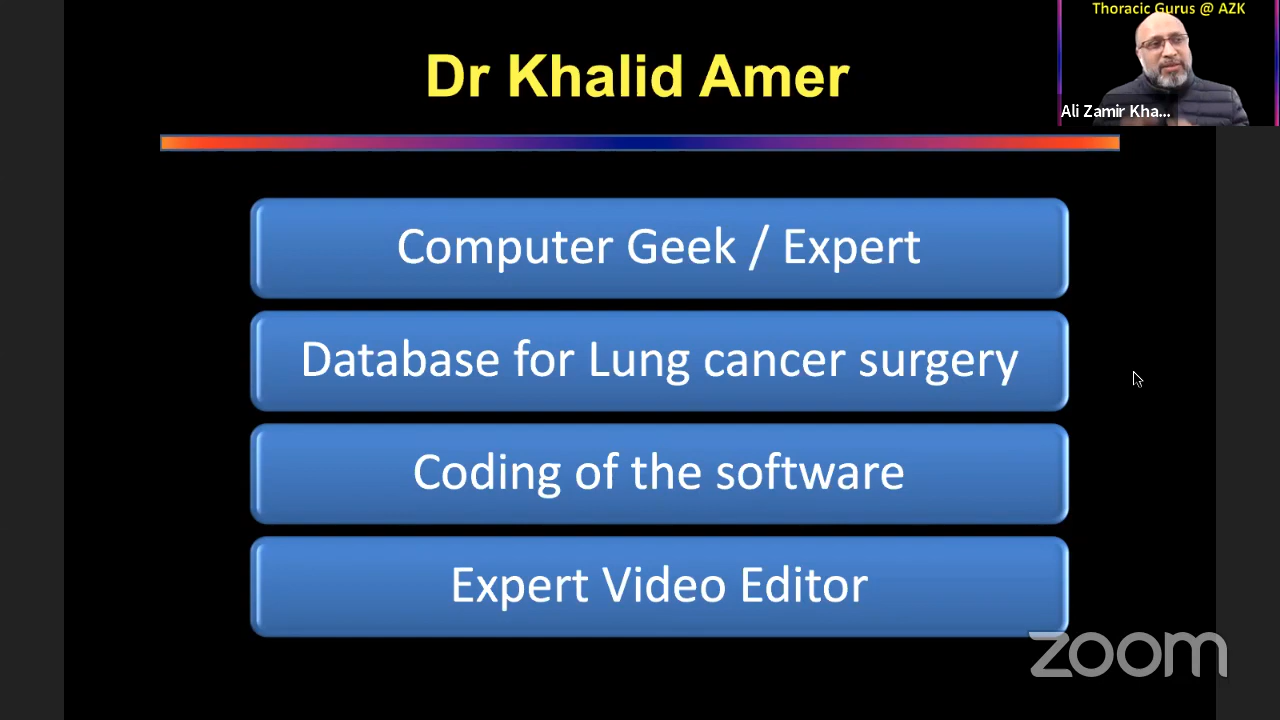 Thoracic Gurus @ AZK
Dr Khalid Amer
Ali Zamir Kha...
Computer Geek / Expert
Database for Lung cancer surgery
Coding of the software
Expert Video Editor
zoom